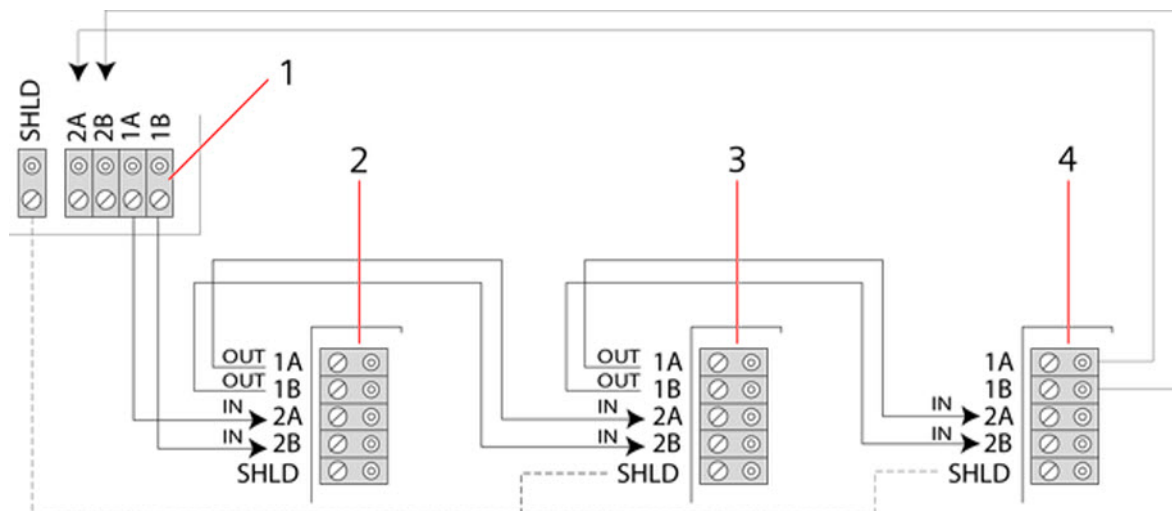 SHLD 2A 2B 1A 1B
1
2
3
4
OUT 1A
OUT 1B
IN 2A
IN 2B
SHLD
OUT 1A
OUT 1B
IN 2A
IN 2B
SHLD
1A
1B
IN 2A
IN 2B
SHLD